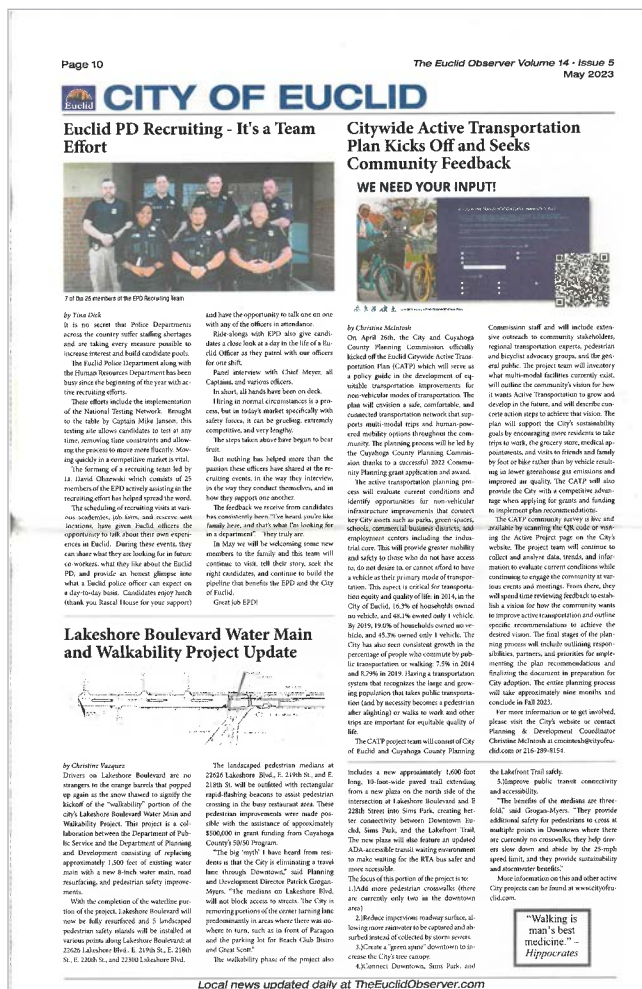 Page 10
The Euclid Observer Volume 14 • Issue 5
May 2023
Euclid
CITY OF EUCLID
Euclid PD Recruiting - It's a Team
Effort
7 of the 25 members of the EPD Recruiting Team
by Tina Dick
It is no secret that Police Departments
across the country suffer staffing shortages
and are taking every measure possible to
increase interest and build candidate pools.
The Euclid Police Department along with
the Human Resources Department has been
busy since the beginning of the year with ac-
tive recruiting efforts.
These efforts include the implementation
of the National Testing Network. Brought
to the table by Captain Mike Janson, this
testing site allows candidates to test at any
time, removing time constraints and allow-
ing the process to move more fluently. Mov-
ing quickly in a competitive market is vital.
The forming of a recruiting team led by
Lt. David Olszewski which consists of 25
members of the EPD actively assisting in the
recruiting effort has helped spread the word.
The scheduling of recruiting visits at vari-
ous academies, job fairs, and reserve unit
locations, have given Euclid officers the
opportunity to talk about their own experi-
ences in Euclid. During these events, they
can share what they are looking for in future
co-workers, what they like about the Euclid
PD, and provide an honest glimpse into
what a Euclid police officer can expect on
a day-to-day basis. Candidates enjoy lunch
(thank you Rascal House for your support)
and have the opportunity to talk one on one
with any of the officers in attendance.
Ride-alongs with EPD also give candi-
dates a close look at a day in the life of a Eu-
clid Officer as they patrol with our officers
for one shift.
Panel interview with Chief Meyer, all
Captains, and various officers.
In short, all hands have been on deck.
Hiring in normal circumstances is a pro-
cess, but in today's market specifically with
safety forces, it can be grueling, extremely
competitive, and very lengthy.
The steps taken above have begun to bear
fruit.
But nothing has helped more than the
passion these officers have shared at the re-
cruiting events, in the way they interview,
in the way they conduct themselves, and in
how they support one another.
The feedback we receive from candidates
has consistently been "I've heard you're like
family here, and that's what I'm looking for
in a department". They truly are.
In May we will be welcoming some new
members to the family and this team will
continue to visit, tell their story, seek the
right candidates, and continue to build the
pipeline that benefits the EPD and the City
of Euclid.
Great job EPD!
Citywide Active Transportation
Plan Kicks Off and Seeks
Community Feedback
WE NEED YOUR INPUT!
by Christine McIntosh
On April 26th, the City and Cuyahoga
County Planning Commission officially
kicked off the Euclid Citywide Active Trans-
portation Plan (CATP) which will serve as
a policy guide in the development of eq-
uitable transportation improvements for
non-vehicular modes of transportation. The
plan will envision a safe, comfortable, and
connected transportation network that sup-
ports multi-modal trips and human-pow-
ered mobility options throughout the com-
munity. The planning process will be led by
the Cuyahoga County Planning Commis-
sion thanks to a successful 2022 Commu-
nity Planning grant application and award.
The active transportation planning pro-
cess will evaluate current conditions and
identify opportunities for non-vehicular
infrastructure improvements that connect
key City assets such as parks, green-spaces,
schools, commercial business districts, and
employment centers including the indus-
trial core. This will provide greater mobility
and safety to those who do not have access
to, do not desire to, or cannot afford to have
a vehicle as their primary mode of transpor-
tation. This aspect is critical for transporta-
tion equity and quality of life: in 2014, in the
City of Euclid, 16.3% of households owned
no vehicle, and 48.1% owned only 1 vehicle.
By 2019, 19.6% of households owned no ve-
hicle, and 45.3% owned only 1 vehicle. The
City has also seen consistent growth in the
percentage of people who commute by pub-
lic transportation or walking: 7.5% in 2014
and 8.29% in 2019. Having a transportation
system that recognizes the large and grow-
ing population that takes public transporta-
tion (and by necessity becomes a pedestrian
after alighting) or walks to work and other
trips are important for equitable quality of
life.
The CATP project team will consist of City
of Euclid and Cuyahoga County Planning
Commission staff and will include exten-
sive outreach to community stakeholders,
regional transportation experts, pedestrian
and bicyclist advocacy groups, and the gen-
eral public. The project team will inventory
what multi-modal facilities currently exist,
will outline the community's vision for how
it wants Active Transportation to grow and
develop in the future, and will describe con-
crete action steps to achieve that vision. The
plan will support the City's sustainability
goals by encouraging more residents to take
trips to work, the grocery store, medical ap-
pointments, and visits to friends and family
by foot or bike rather than by vehicle result-
ing in lower greenhouse gas emissions and
improved air quality. The CATP will also
provide the City with a competitive advan-
tage when applying for grants and funding
to implement plan recommendations.
The CATP community survey is live and
available by scanning the QR code or visit-
ing the Active Project page on the City's
website. The project team will continue to
collect and analyze data, trends, and infor-
mation to evaluate current conditions while
continuing to engage the community at var-
ious events and meetings. From there, they
will spend time reviewing feedback to estab-
lish a vision for how the community wants
to improve active transportation and outline
specific recommendations to achieve the
desired vision. The final stages of the plan-
ning process will include outlining respon-
sibilities, partners, and priorities for imple-
menting the plan recommendations and
finalizing the document in preparation for
City adoption. The entire planning process
will take approximately nine months and
conclude in Fall 2023.
For more information or to get involved,
please visit the City's website or contact
Planning & Development Coordinator
Christine McIntosh at cmcintosh@cityofeu-
clid.com or 216-289-8154.
Lakeshore Boulevard Water Main
and Walkability Project Update
by Christine Vazquez
Drivers on Lakeshore Boulevard are no
strangers to the orange barrels that popped
up again as the snow thawed to signify the
kickoff of the "walkability" portion of the
city's Lakeshore Boulevard Water Main and
Walkability Project. This project is a col-
laboration between the Department of Pub-
lic Service and the Department of Planning
and Development consisting of replacing
approximately 1,500 feet of existing water
main with a new 8-inch water main, road
resurfacing, and pedestrian safety improve-
ments.
With the completion of the waterline por-
tion of the project, Lakeshore Boulevard will
now be fully resurfaced and 5 landscaped
pedestrian safety islands will be installed at
various points along Lakeshore Boulevard: at
22626 Lakeshore Blvd., E. 219th St., E. 218th
St., E. 220th St., and 22300 Lakeshore Blvd.
The landscaped pedestrian medians at
22626 Lakeshore Blvd., E. 219th St., and E.
218th St. will be outfitted with rectangular
rapid-flashing beacons to assist pedestrian
crossing in the busy restaurant area. These
pedestrian improvements were made pos-
sible with the assistance of approximately
$500,000 in grant funding from Cuyahoga
County's 50/50 Program.
"The big 'myth' I have heard from resi-
dents is that the City is eliminating a travel
lane through Downtown," said Planning
and Development Director Patrick Grogan-
Myers. "The medians on Lakeshore Blvd.
will not block access to streets. The City is
removing portions of the center turning lane
predominantly in areas where there was no-
where to turn, such as in front of Paragon
and the parking lot for Beach Club Bistro
and Great Scott."
The walkability phase of the project also
includes a new approximately 1,600-foot
long, 10-foot-wide paved trail extending
from a new plaza on the north side of the
intersection at Lakeshore Boulevard and E
228th Street into Sims Park, creating bet-
ter connectivity between Downtown Eu-
clid, Sims Park, and the Lakefront Trail.
The new plaza will also feature an updated
ADA-accessible transit waiting environment
to make waiting for the RTA bus safer and
more accessible.
The focus of this portion of the project is to:
1.)Add more pedestrian crosswalks (there
are currently only two in the downtown
area)
2.)Reduce impervious roadway surface, al-
lowing more rainwater to be captured and ab-
sorbed instead of collected by storm sewers.
3.)Create a "green spine" downtown to in-
crease the City's tree canopy.
4.)Connect Downtown, Sims Park, and
the Lakefront Trail safely.
5.)Improve public transit connectivity
and accessibility.
"The benefits of the medians are three-
fold," said Grogan-Myers. "They provide
additional safety for pedestrians to cross at
multiple points in Downtown where there
are currently no crosswalks, they help driv-
ers slow down and abide by the 25-mph
speed limit, and they provide sustainability
and stormwater benefits."
More information on this and other active
City projects can be found at www.cityofeu-
clid.com.
"Walking is
man's best
medicine." –
Hippocrates
Local news updated daily at TheEuclidObserver.com